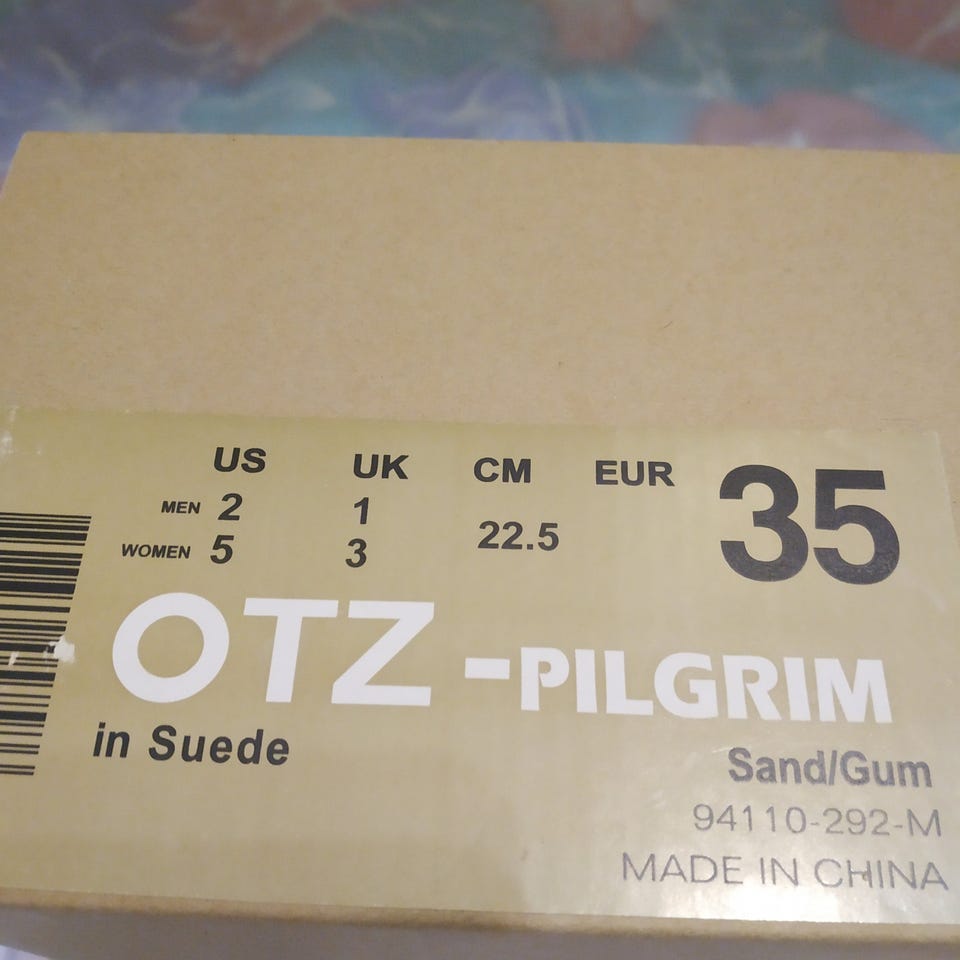 US UK CM EUR 35
MEN 2 1 22.5
WOMEN 5 3
OTZ -PILGRIM
in Suede
Sand/Gum
94110-292-M
MADE IN CHINA